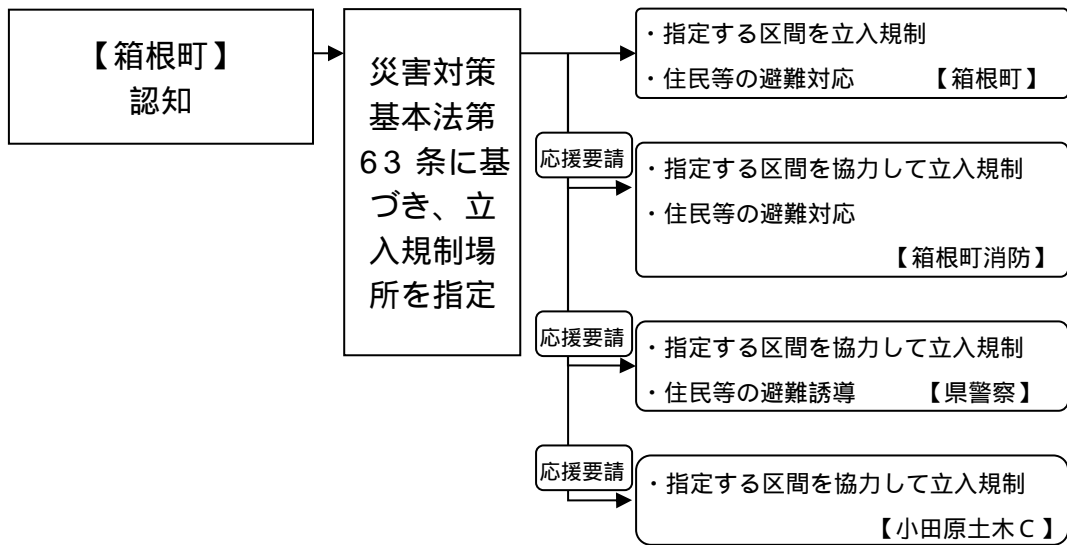 【箱根町】
認知
災害対策
基本法第
63 条に基
づき、立
入規制場
所を指定
・指定する区間を立入規制
・住民等の避難対応 【箱根町】
応援要請
・指定する区間を協力して立入規制
・住民等の避難対応
【箱根町消防】
応援要請
・指定する区間を協力して立入規制
・住民等の避難誘導 【県警察】
応援要請
・指定する区間を協力して立入規制
【小田原土木C】